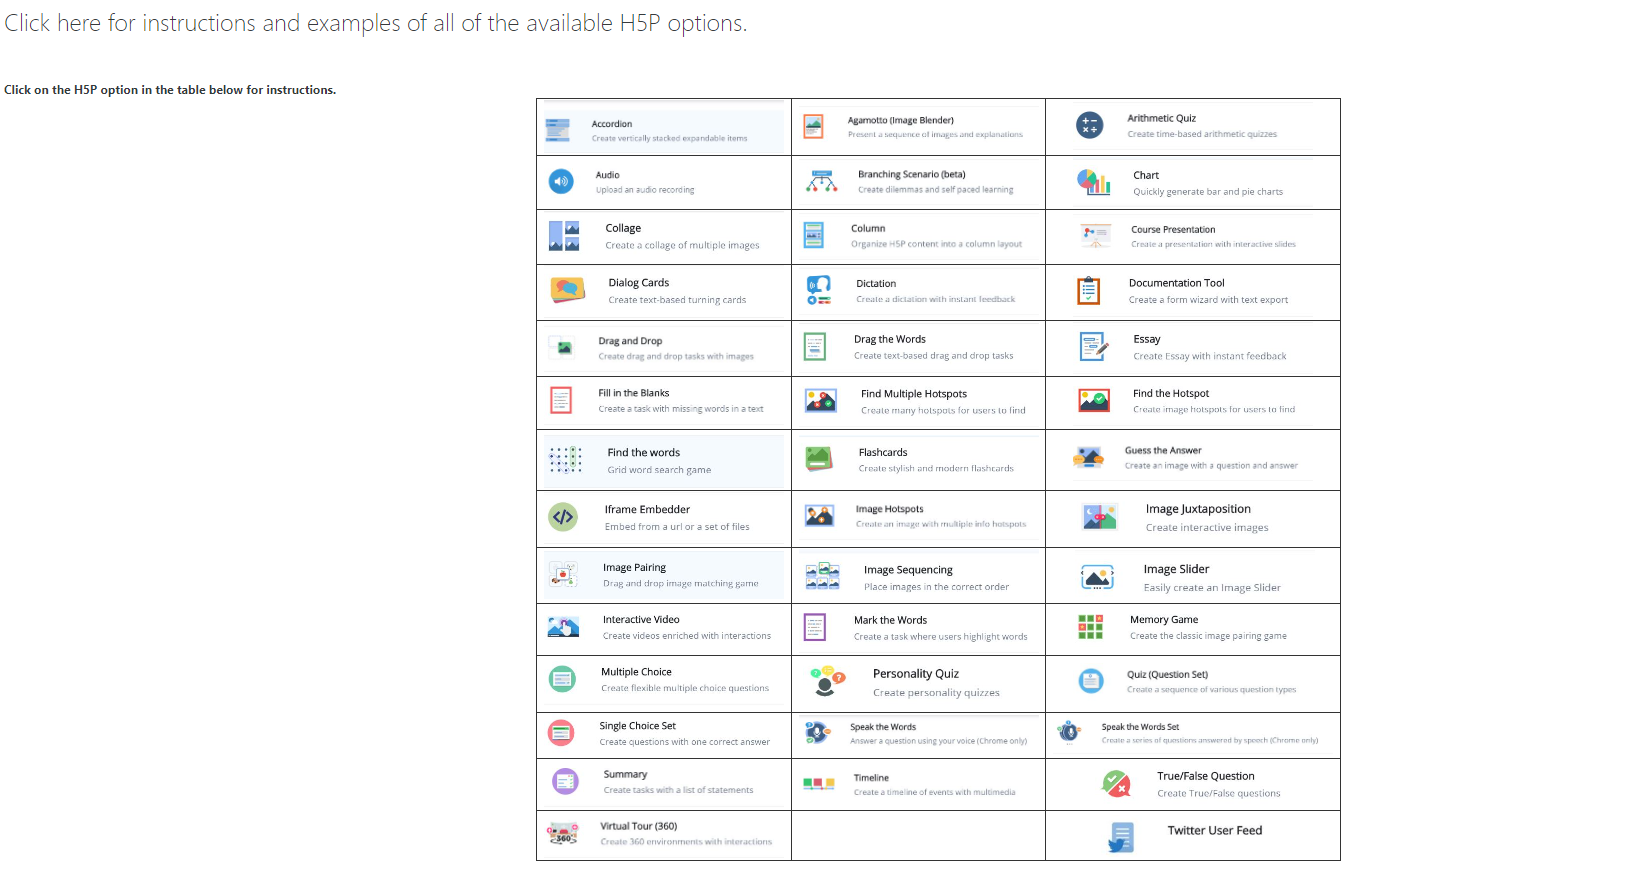 Click here for instructions and examples of all of the available H5P options.
Click on the H5P option in the table below for instructions.
Accordion
Create vertically stacked expandable items
Agamotto (Image Blender)
Present a sequence of images and explanations
Arithmetic Quiz
Create time-based arithmetic quizzes
Audio
Upload an audio recording
Branching Scenario (beta)
Create dilemmas and self paced learning
Chart
Quickly generate bar and pie charts
Collage
Create a collage of multiple images
Column
Organize H5P content into a column layout
Course Presentation
Create a presentation with interactive slides
Dialog Cards
Create text-based turning cards
Dictation
Create a dictation with instant feedback
Documentation Tool
Create a form wizard with text export
Drag and Drop
Create drag and drop tasks with images
Drag the Words
Create text-based drag and drop tasks
Essay
Create Essay with instant feedback
Fill in the Blanks
Create a task with missing words in a text
Find Multiple Hotspots
Create many hotspots for users to find
Find the Hotspot
Create image hotspots for users to find
Find the words
Grid word search game
Flashcards
Create stylish and modern flashcards
Guess the Answer
Create an image with a question and answer
Iframe Embedder
Embed from a url or a set of files
Image Hotspots
Create an image with multiple info hotspots
Image Juxtaposition
Create interactive images
Image Pairing
Drag and drop image matching game
Image Sequencing
Place images in the correct order
Image Slider
Easily create an Image Slider
Interactive Video
Create videos enriched with interactions
Mark the Words
Create a task where users highlight words
Memory Game
Create the classic image pairing game
Multiple Choice
Create flexible multiple choice questions
Personality Quiz
Create personality quizzes
Quiz (Question Set)
Create a sequence of various question types
Single Choice Set
Create questions with one correct answer
Speak the Words
Answer a question using your voice (Chrome only)
Speak the Words Set
Create a series of questions answered by speech (Chrome only)
Summary
Create tasks with a list of statements
Timeline
Create a timeline of events with multimedia
True/False Question
Create True/False questions
360
Virtual Tour (360)
Create 360 environments with interactions
Twitter User Feed